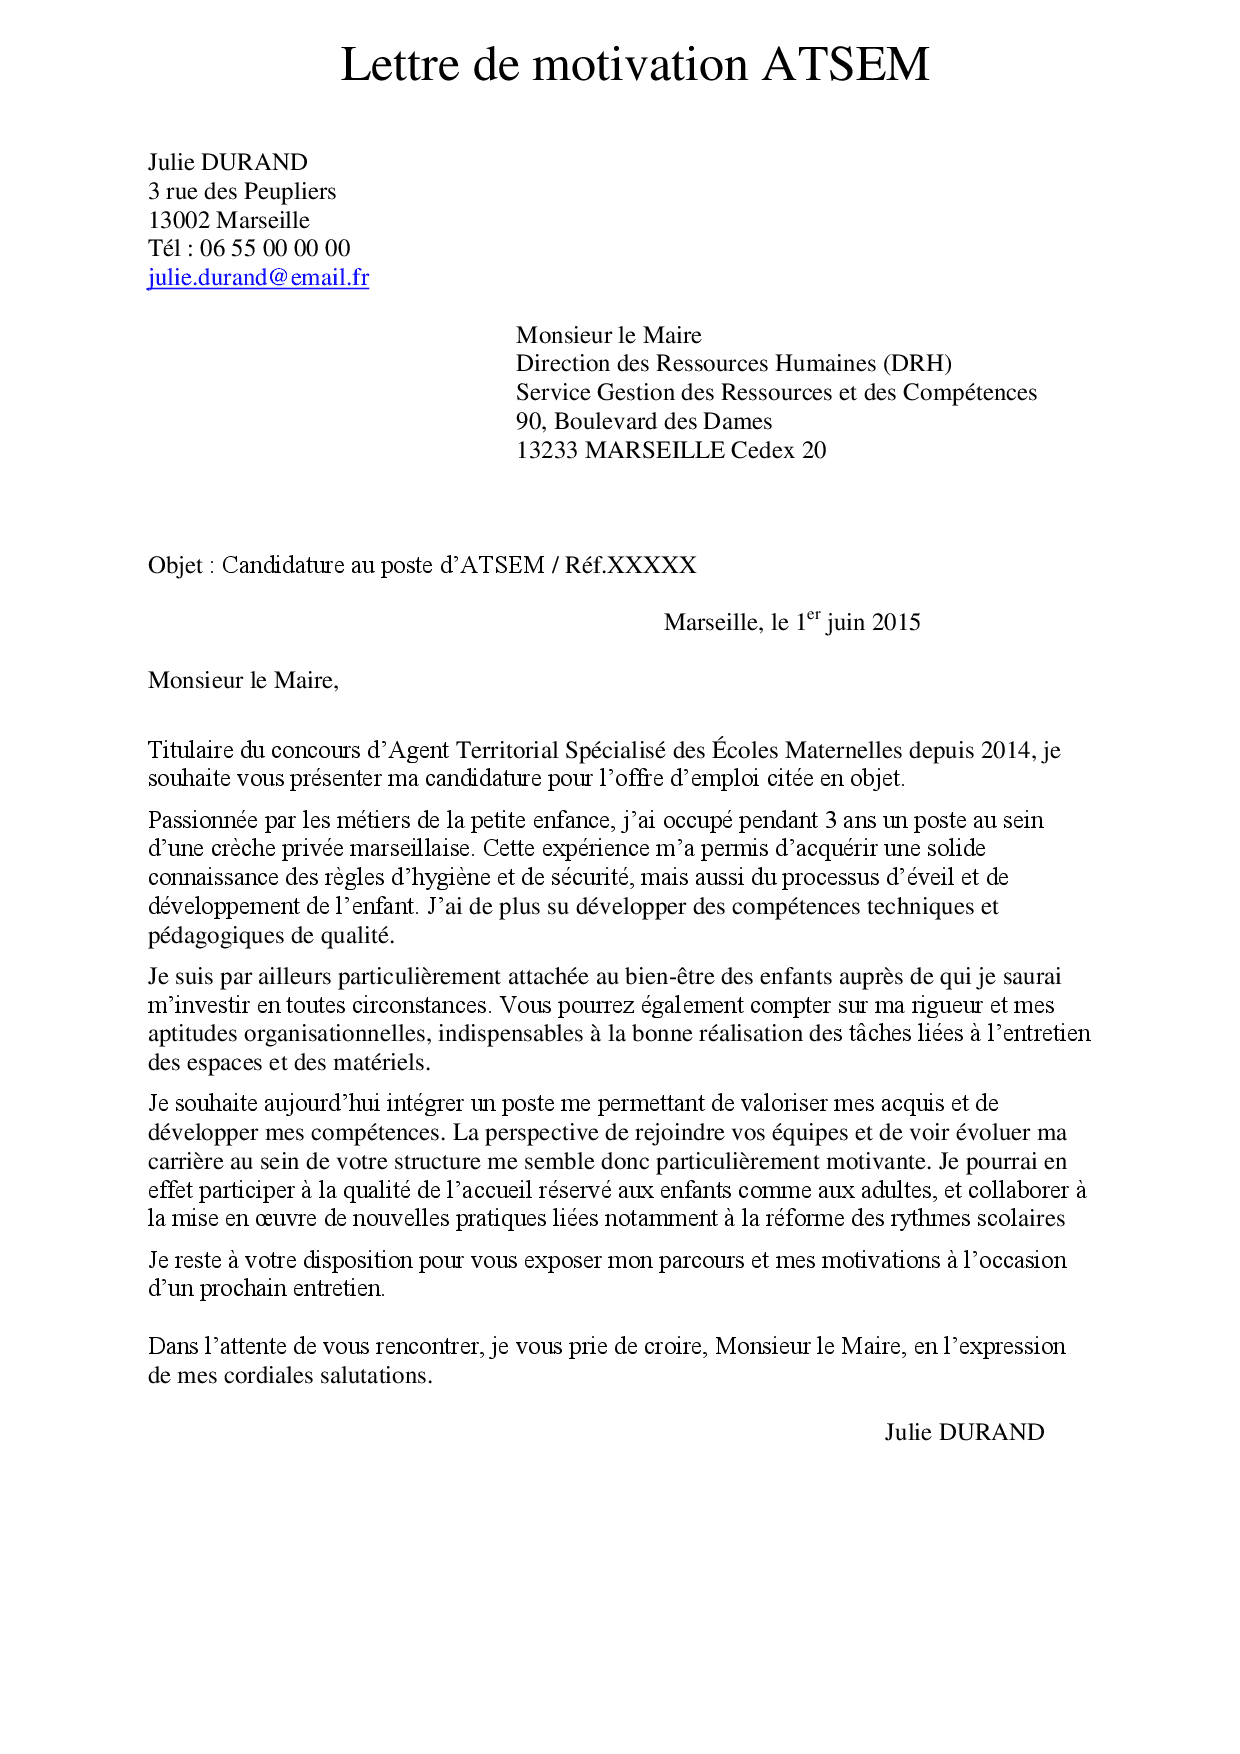 Lettre de motivation ATSEM
Julie DURAND
3 rue des Peupliers
13002 Marseille
Tél : 06 55 00 00 00
julie.durand@email.fr
Monsieur le Maire
Direction des Ressources Humaines (DRH)
Service Gestion des Ressources et des Compétences
90, Boulevard des Dames
13233 MARSEILLE Cedex 20
Objet : Candidature au poste d’ATSEM / Réf.XXXXX
Marseille, le 1er juin 2015
Monsieur le Maire,
Titulaire du concours d’Agent Territorial Spécialisé des Écoles Maternelles depuis 2014, je
souhaite vous présenter ma candidature pour l’offre d’emploi citée en objet.
Passionnée par les métiers de la petite enfance, j’ai occupé pendant 3 ans un poste au sein
d’une crèche privée marseillaise. Cette expérience m’a permis d’acquérir une solide
connaissance des règles d’hygiène et de sécurité, mais aussi du processus d’éveil et de
développement de l’enfant. J’ai de plus su développer des compétences techniques et
pédagogiques de qualité.
Je suis par ailleurs particulièrement attachée au bien-être des enfants auprès de qui je saurai
m’investir en toutes circonstances. Vous pourrez également compter sur ma rigueur et mes
aptitudes organisationnelles, indispensables à la bonne réalisation des tâches liées à l’entretien
des espaces et des matériels.
Je souhaite aujourd’hui intégrer un poste me permettant de valoriser mes acquis et de
développer mes compétences. La perspective de rejoindre vos équipes et de voir évoluer ma
carrière au sein de votre structure me semble donc particulièrement motivante. Je pourrai en
effet participer à la qualité de l’accueil réservé aux enfants comme aux adultes, et collaborer à
la mise en œuvre de nouvelles pratiques liées notamment à la réforme des rythmes scolaires
Je reste à votre disposition pour vous exposer mon parcours et mes motivations à l’occasion
d’un prochain entretien.
Dans l’attente de vous rencontrer, je vous prie de croire, Monsieur le Maire, en l’expression
de mes cordiales salutations.
Julie DURAND